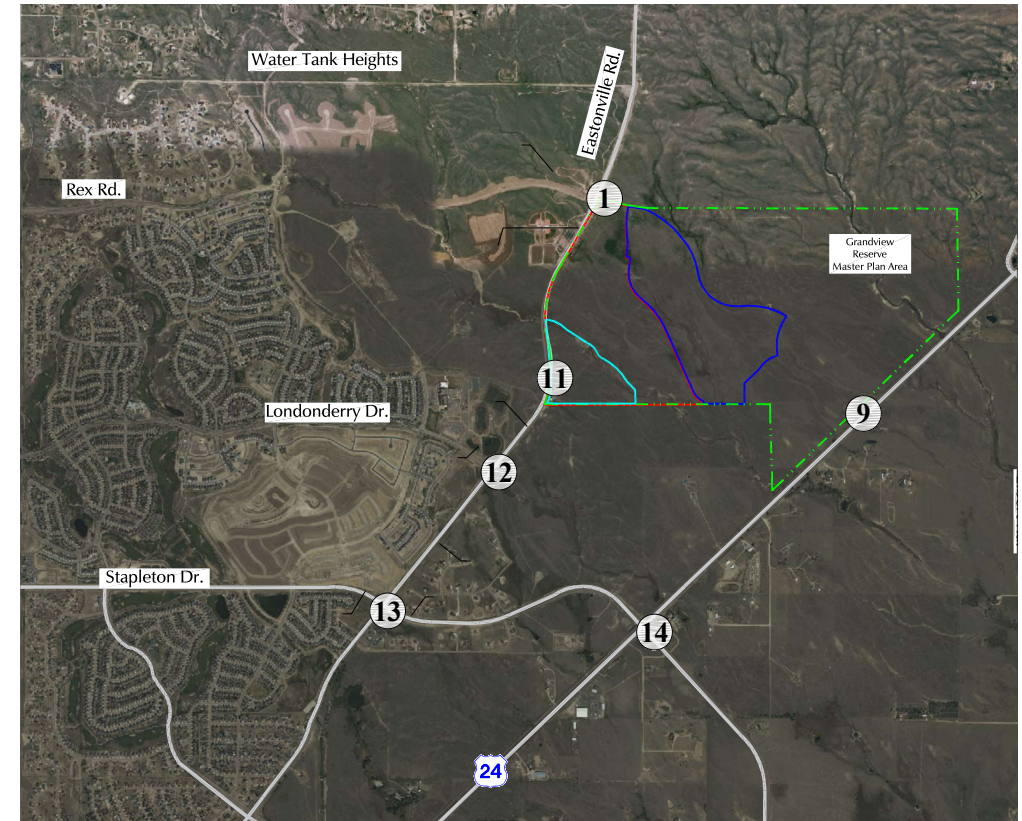 Water Tank Heights
Eastonville Rd.
Rex Rd.
1
Grandview
Reserve
Master Plan Area
11
Londonderry Dr.
9
12
Stapleton Dr.
13
14
24